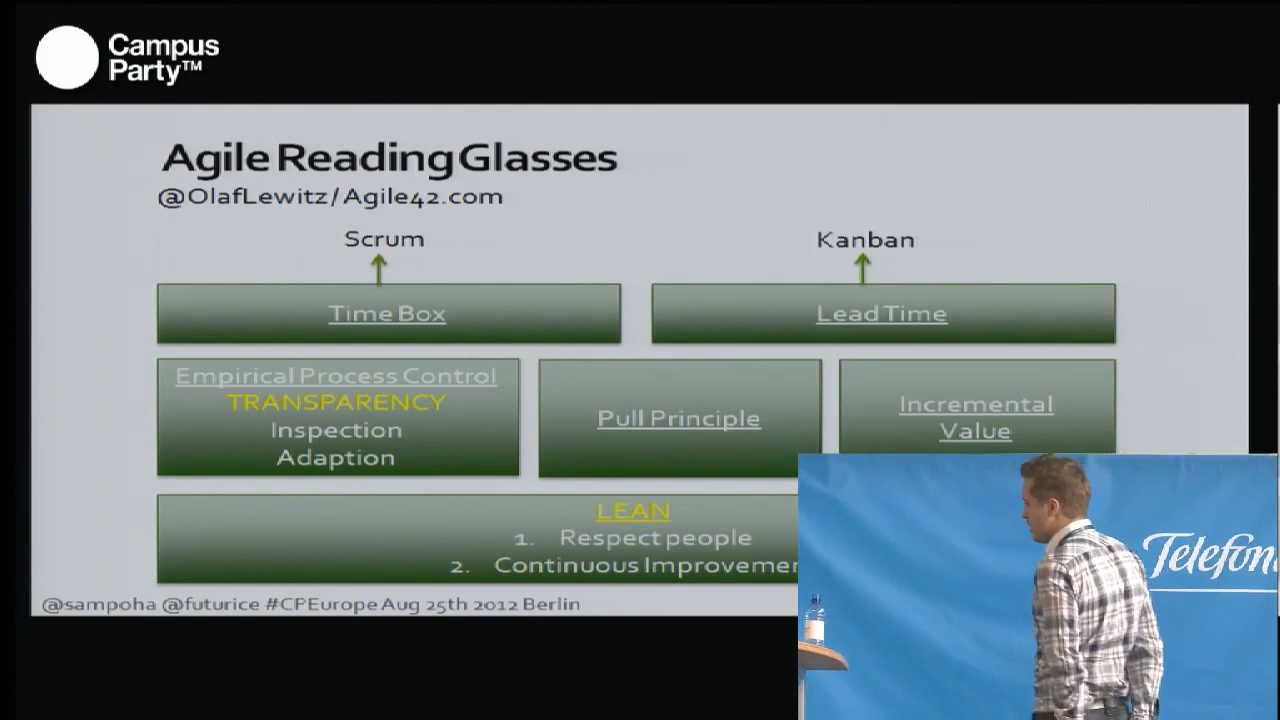 Campus
Party™
Agile Reading Glasses
@OlafLewitz/Agile42.com
Scrum
Kanban
Time Box
Lead Time
Empirical Process Control
TRANSPARENCY
Inspection
Adaption
Pull Principle
Incremental
Value
LEAN
1. Respect people
2. Continuous Improvemen
@sampoha @futurice #CPEurope Aug 25th 2012 Berlin
Telefon